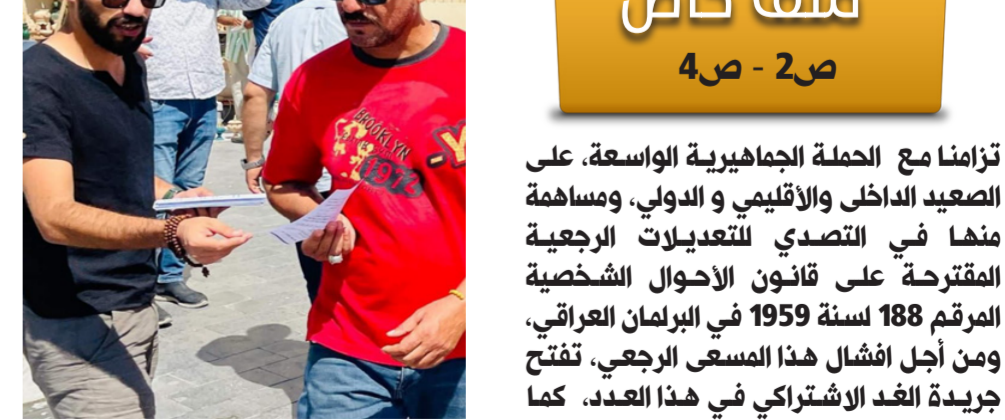 ص2 - ص4
تزامنا مع الحملة الجماهيرية الواسعة، على
الصعيد الداخلى والأقليمي و الدولي، ومساهمة
منها في التصدي للتعديلات الرجعية
المقترحة على قانون الأحوال الشخصية
المرقم 188 لسنة 1959 في البرلمان العراقي،
ومن أجل افشال هذا المسعى الرجعي، تفتح
جريدة الغد الاشتراكي في هذا العدد، كما
BROOKLYN
1972